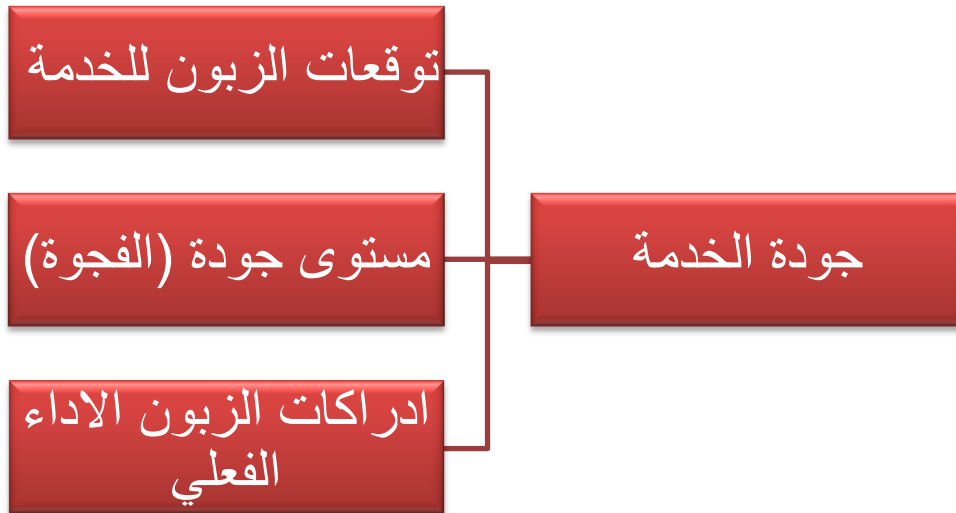 جودة الخدمة
توقعات الزبون للخدمة
مستوى جودة (الفجوة)
ادراكات الزبون الاداء
الفعلي